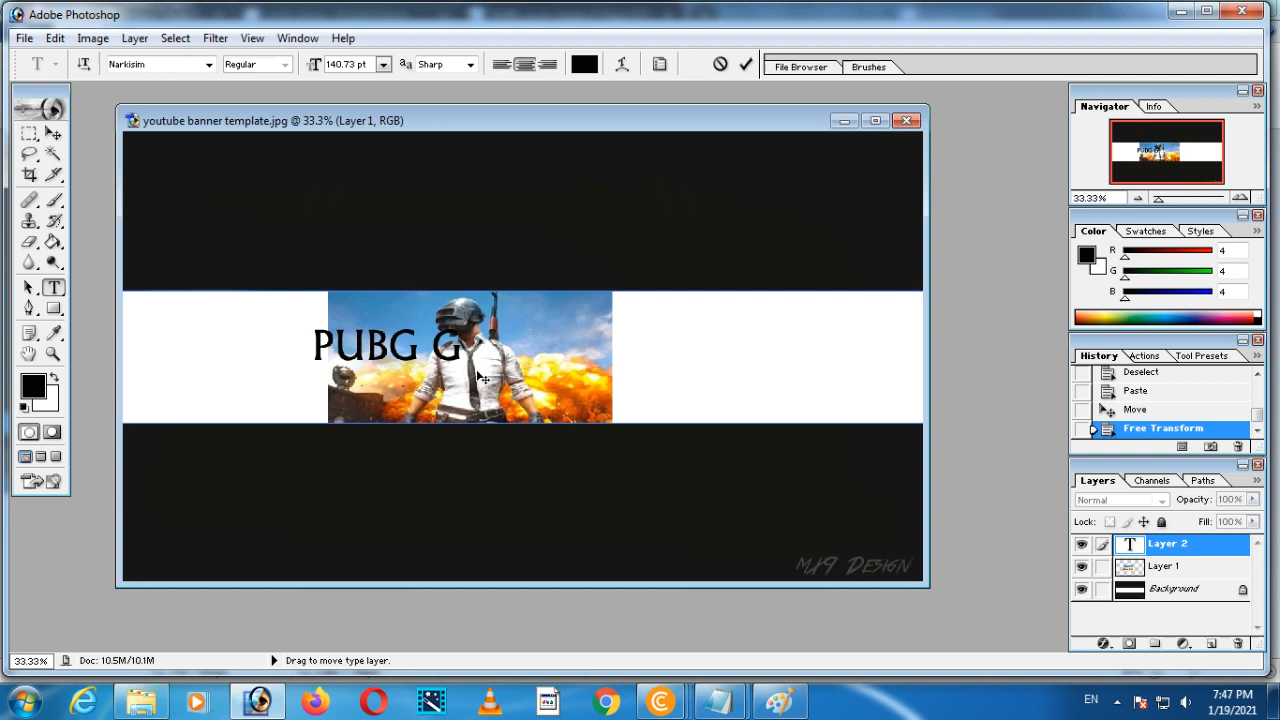 Adobe Photoshop
File Edit Image Layer Select Filter View Window Help
T T Narkisim Regular T 140.73 pt aa Sharp File Browser Brushes
youtube banner template.jpg @ 33.3% (Layer 1, RGB)
PUBG G
MJ9 DESIGN
Navigator Info
PUBG G
33.33%
Color Swatches Styles
R 4
G 4
B 4
History Actions Tool Presets
Deselect
Paste
Move
Free Transform
Layers Channels Paths
Normal Opacity: 100%
Lock: Fill: 100%
T Layer 2
Layer 1
Background
33.33% Doc: 10.5M/10.1M Drag to move type layer.
EN 7:47 PM
1/19/2021